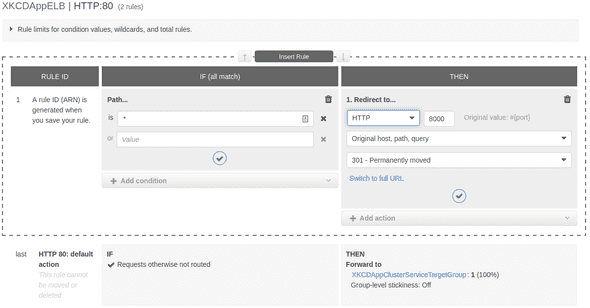 XKCDAppELB | HTTP:80 (2 rules)
Rule limits for condition values, wildcards, and total rules.
Insert Rule
RULE ID
IF (all match)
THEN
1
A rule ID (ARN) is
generated when
you save your rule.
Path...
is *
or Value
Add condition
1. Redirect to...
HTTP 8000 Original value: #{port}
Original host, path, query
301 - Permanently moved
Switch to full URL
Add action
last
HTTP 80: default
action
This rule cannot
be moved or
deleted
IF
Requests otherwise not routed
THEN
Forward to
XKCDAppClusterServiceTargetGroup: 1 (100%)
Group-level stickiness: Off